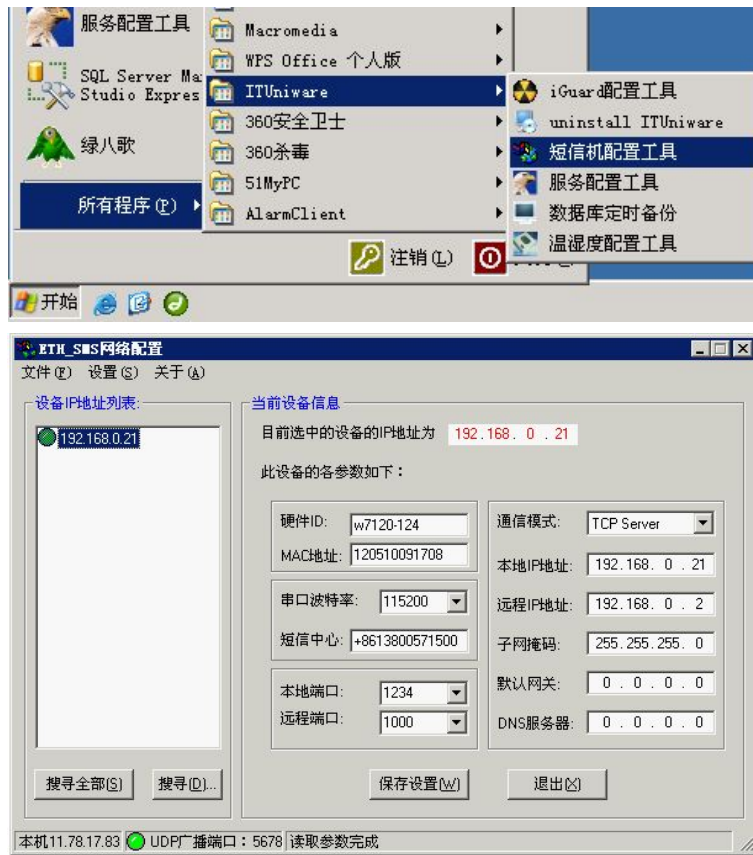 服务配置工具
SQL Server Ma
Studio Expres
绿八歌
所有程序(P)
Macromedia
WPS Office 个人版
ITUniware
360安全卫士
360杀毒
51MyPC
AlarmClient
iGuard配置工具
uninstall ITUniware
短信机配置工具
服务配置工具
数据库定时备份
温湿度配置工具
注销(L)
开始
ETH_SMS网络配置
文件(F) 设置(S) 关于(A)
设备IP地址列表:
192.168.0.21
搜寻全部(S) 搜寻(D)...
当前设备信息
目前选中的设备的IP地址为 192.168. 0 . 21
此设备的各参数如下：
硬件ID: w7120-124
MAC地址: 120510091708
串口波特率: 115200
短信中心: +8613800571500
本地端口: 1234
远程端口: 1000
通信模式: TCP Server
本地IP地址: 192.168. 0 . 21
远程IP地址: 192.168. 0 . 2
子网掩码: 255.255.255. 0
默认网关: 0 . 0 . 0 . 0
DNS服务器: 0 . 0 . 0 . 0
保存设置(W) 退出(X)
本机11.78.17.83 UDP广播端口：5678 读取参数完成